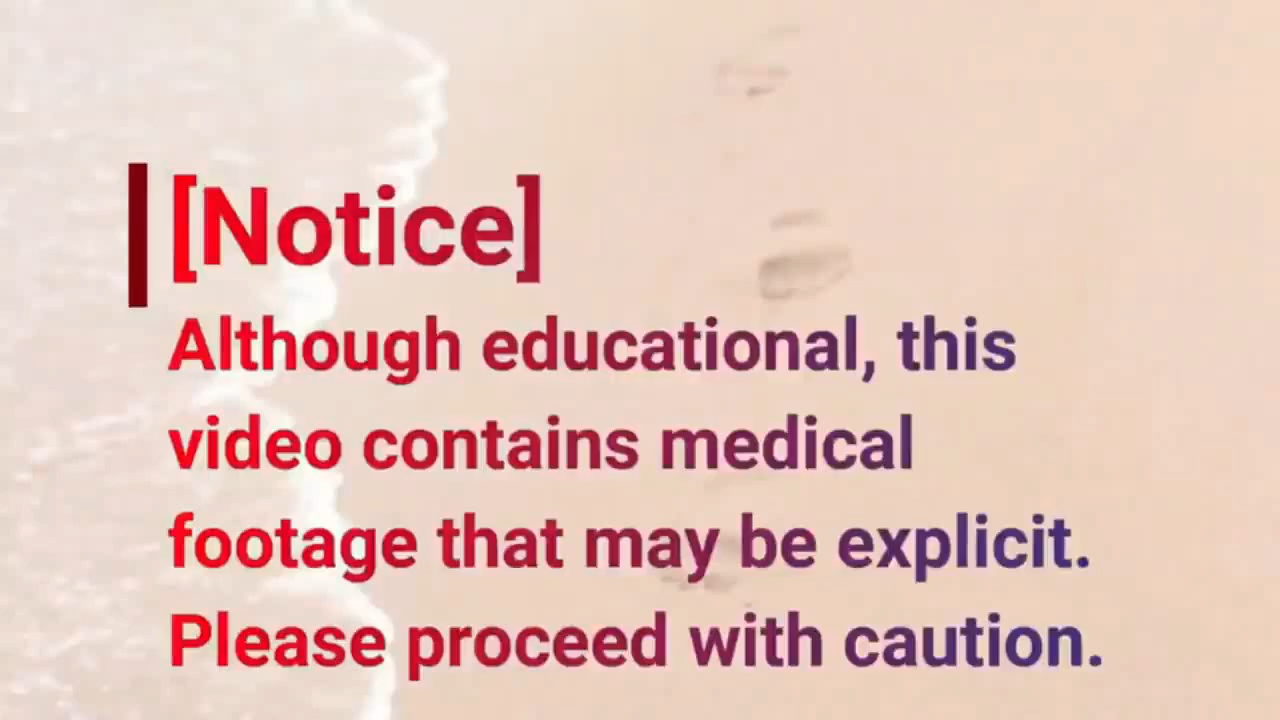 [Notice]
Although educational, this
video contains medical
footage that may be explicit.
Please proceed with caution.